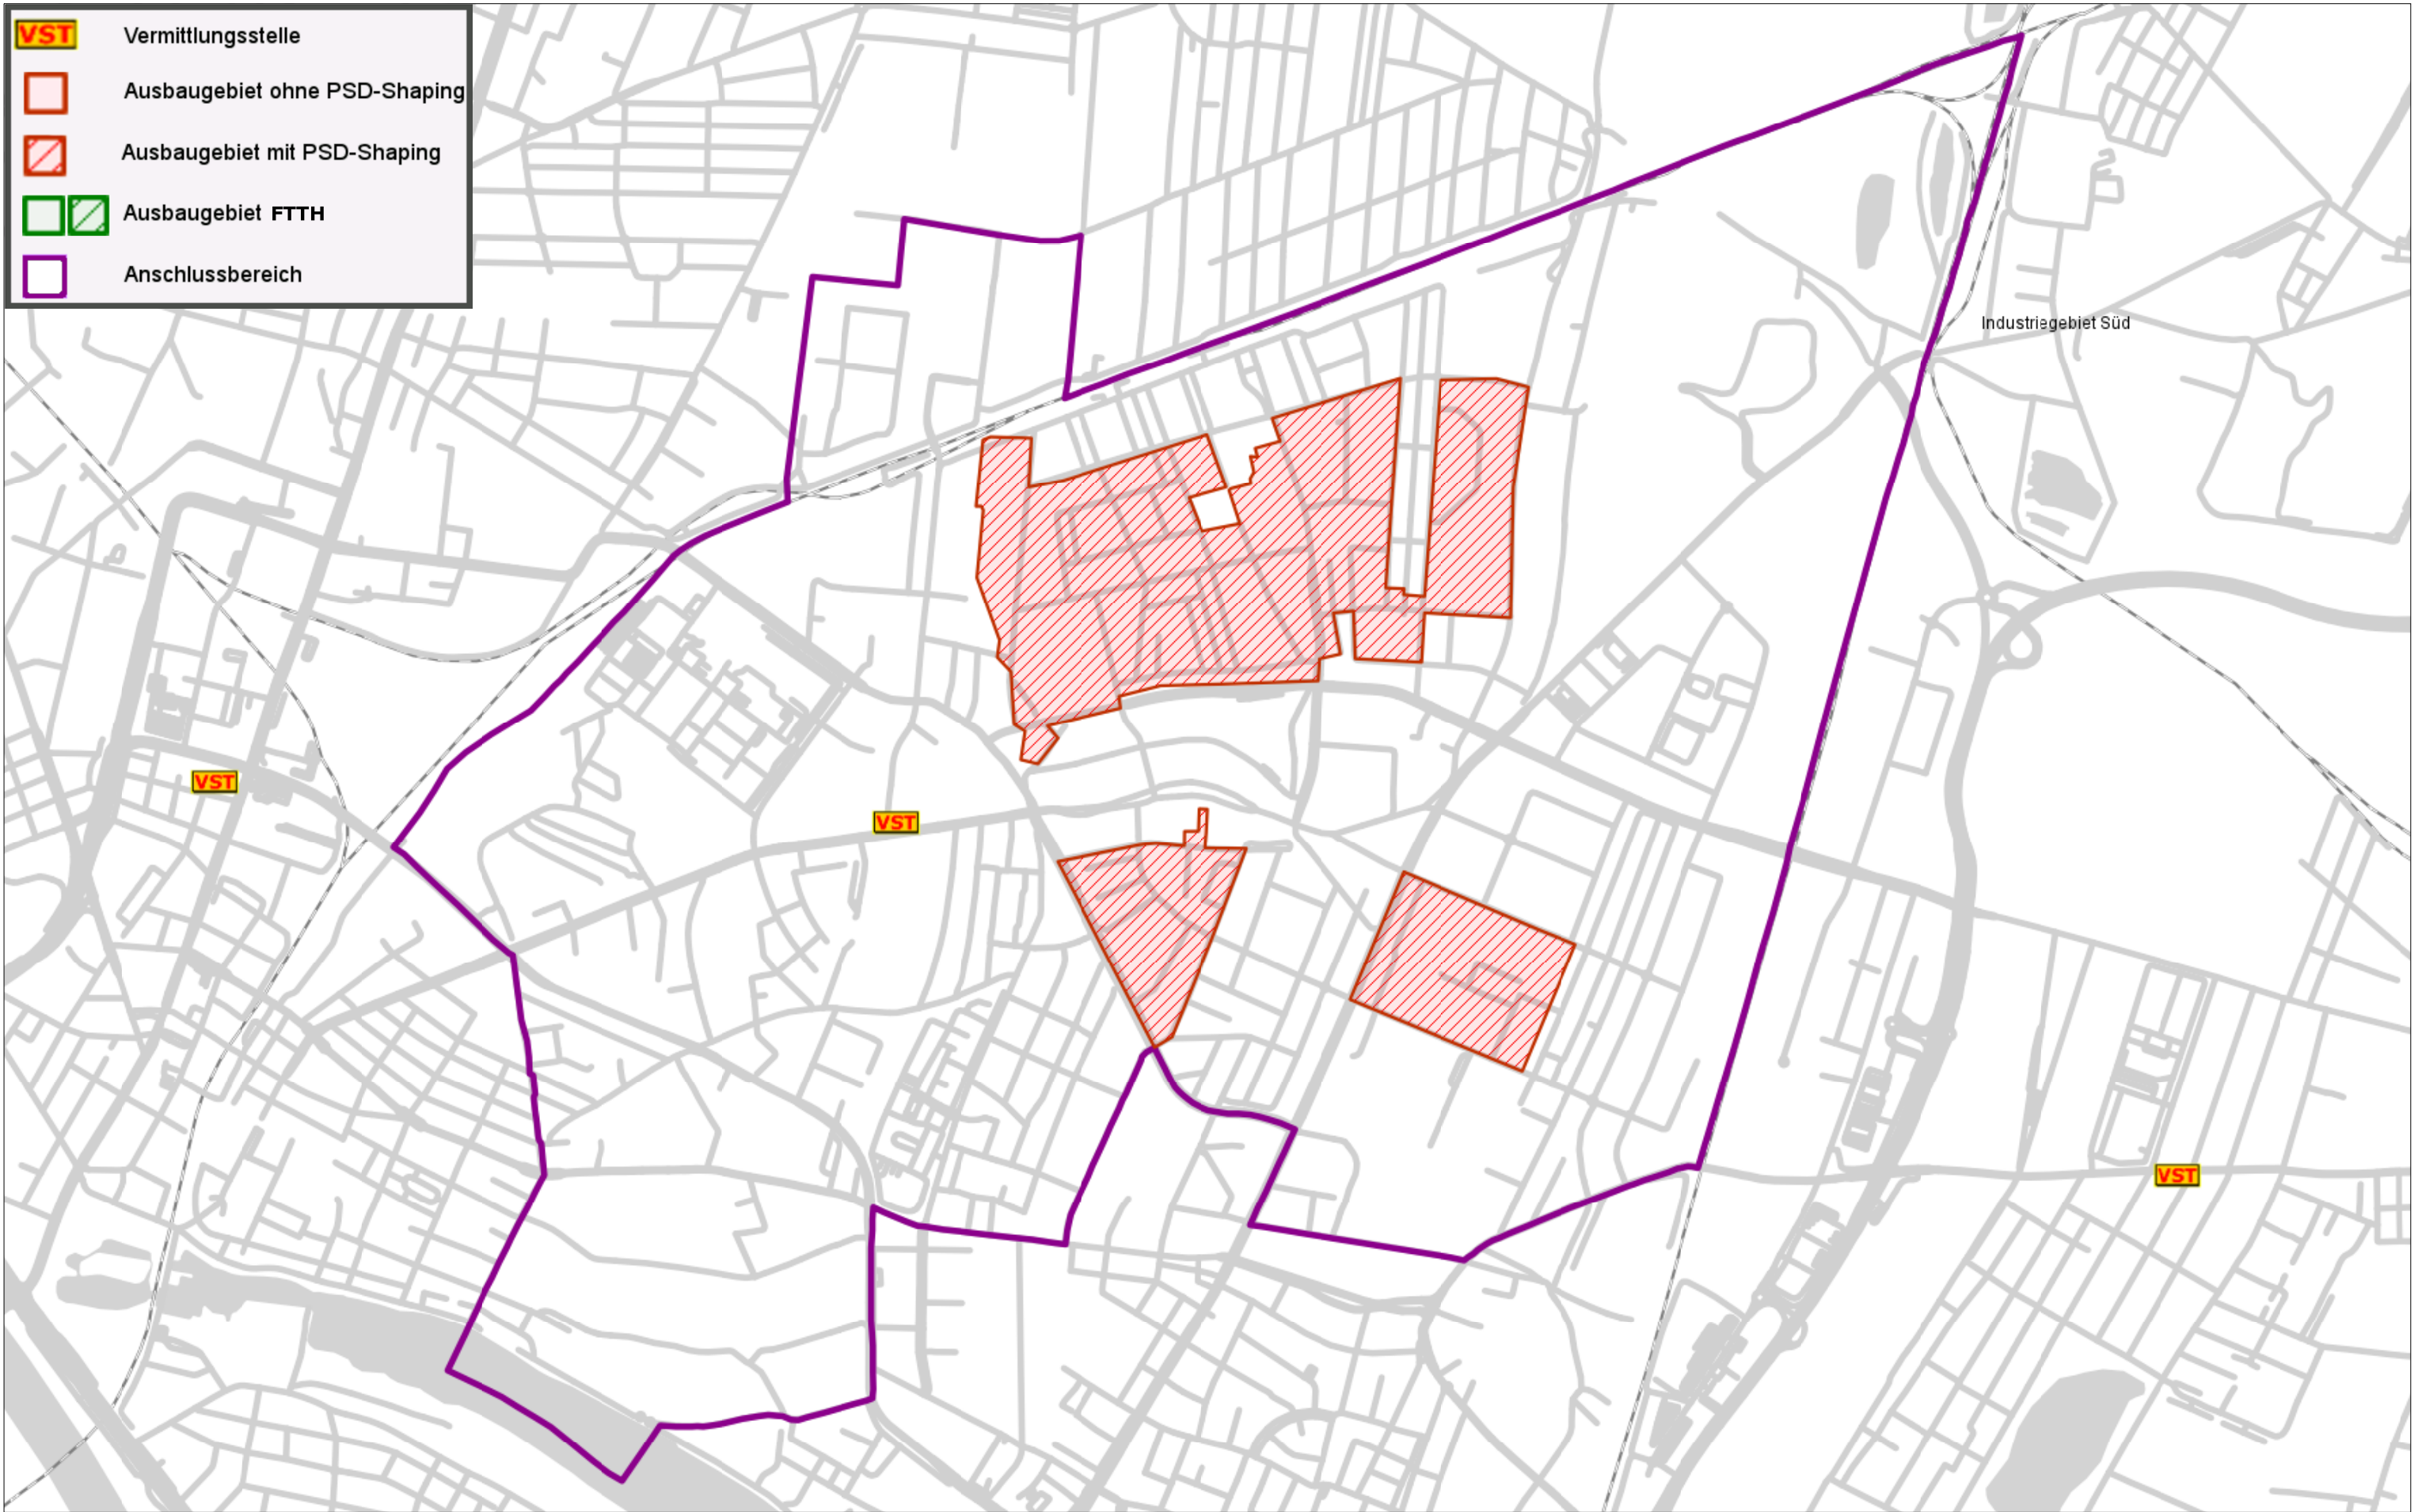 VST Vermittlungsstelle
Ausbaugebiet ohne PSD-Shaping
Ausbaugebiet mit PSD-Shaping
Ausbaugebiet FTTH
Anschlussbereich
Industriegebiet Süd
VST
VST
VST